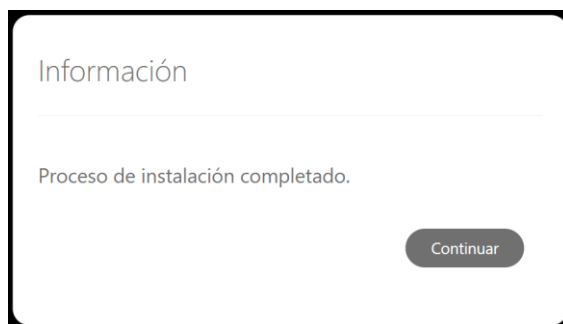 Información
Proceso de instalación completado.
Continuar